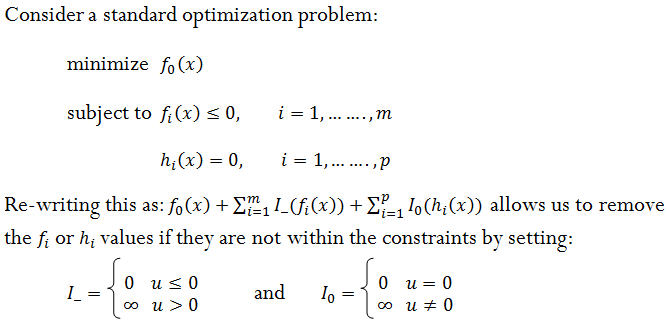 Consider a standard optimization problem:
minimize f₀(x)
subject to fᵢ(x) ≤ 0, i = 1, … … ., m
hᵢ(x) = 0, i = 1, … … . , p
Re-writing this as: f₀(x) + ∑ᵢ₌₁ᵐ I₋(fᵢ(x)) + ∑ᵢ₌₁ᵖ I₀(hᵢ(x)) allows us to remove
the fᵢ or hᵢ values if they are not within the constraints by setting:
I₋ = { 0 u ≤ 0 ∞ u > 0 and I₀ = { 0 u = 0 ∞ u ≠ 0